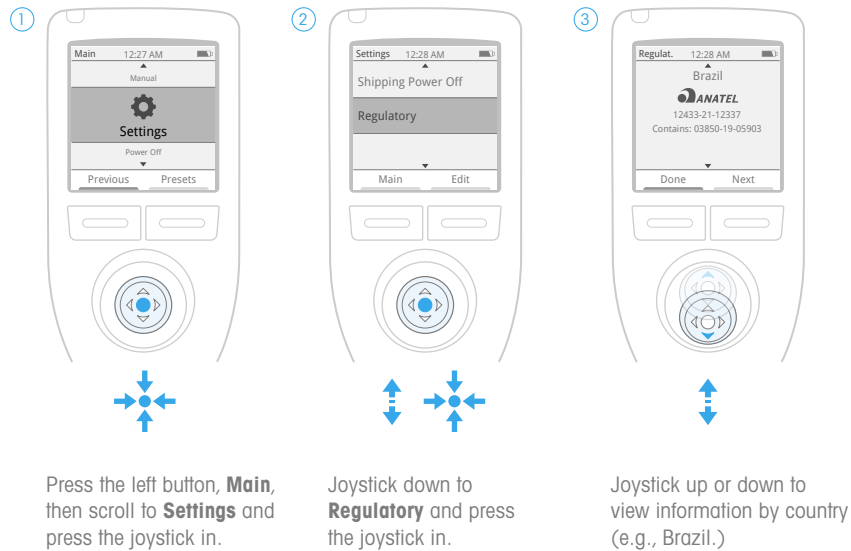 1
Main 12:27 AM
Manual
Settings
Power Off
Previous Presets
Press the left button, Main,
then scroll to Settings and
press the joystick in.
2
Settings 12:28 AM
Shipping Power Off
Regulatory
Main Edit
Joystick down to
Regulatory and press
the joystick in.
3
Regulat. 12:28 AM
Brazil
ANATEL
12433-21-12337
Contains: 03850-19-05903
Done Next
Joystick up or down to
view information by country
(e.g., Brazil.)